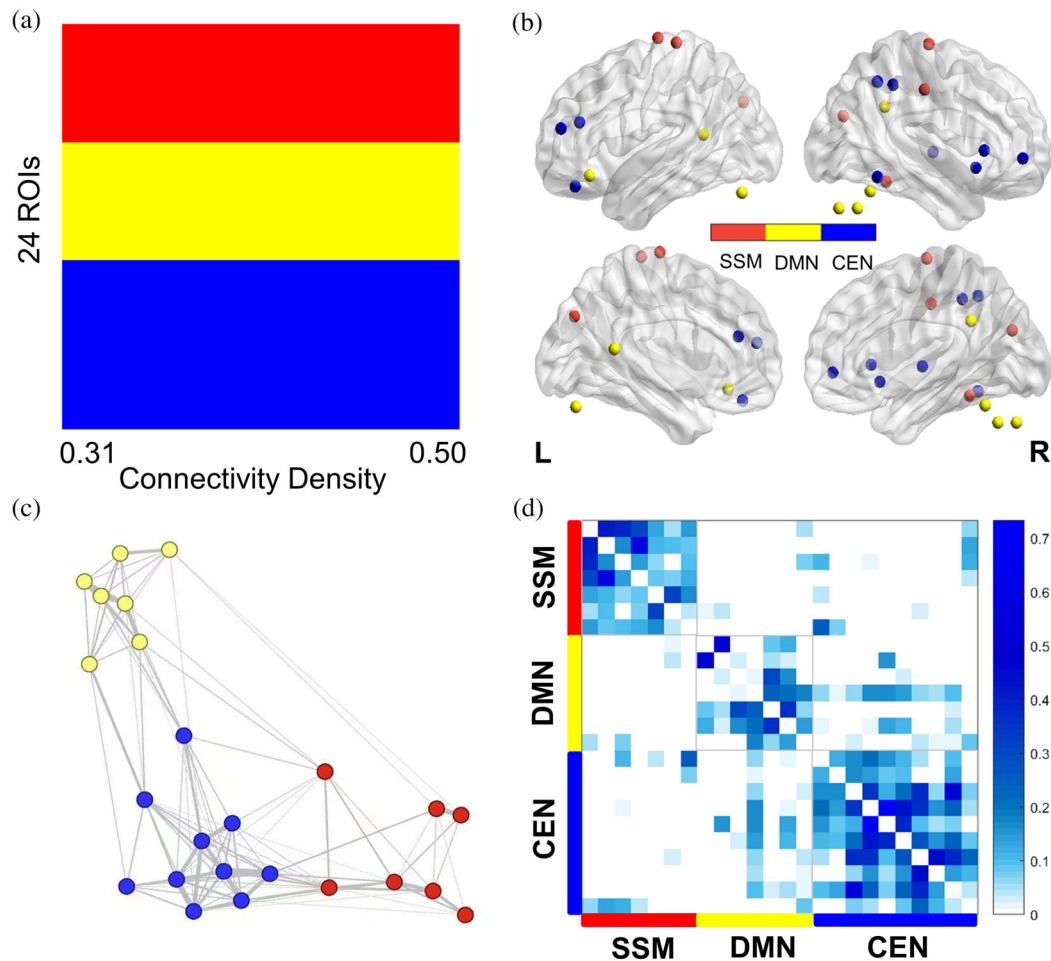 (a)
24 ROIs
0.31
0.50
Connectivity Density
(b)
SSM DMN CEN
L
R
(c)
(d)
SSM
DMN
CEN
SSM DMN CEN
0.7
0.6
0.5
0.4
0.3
0.2
0.1
0